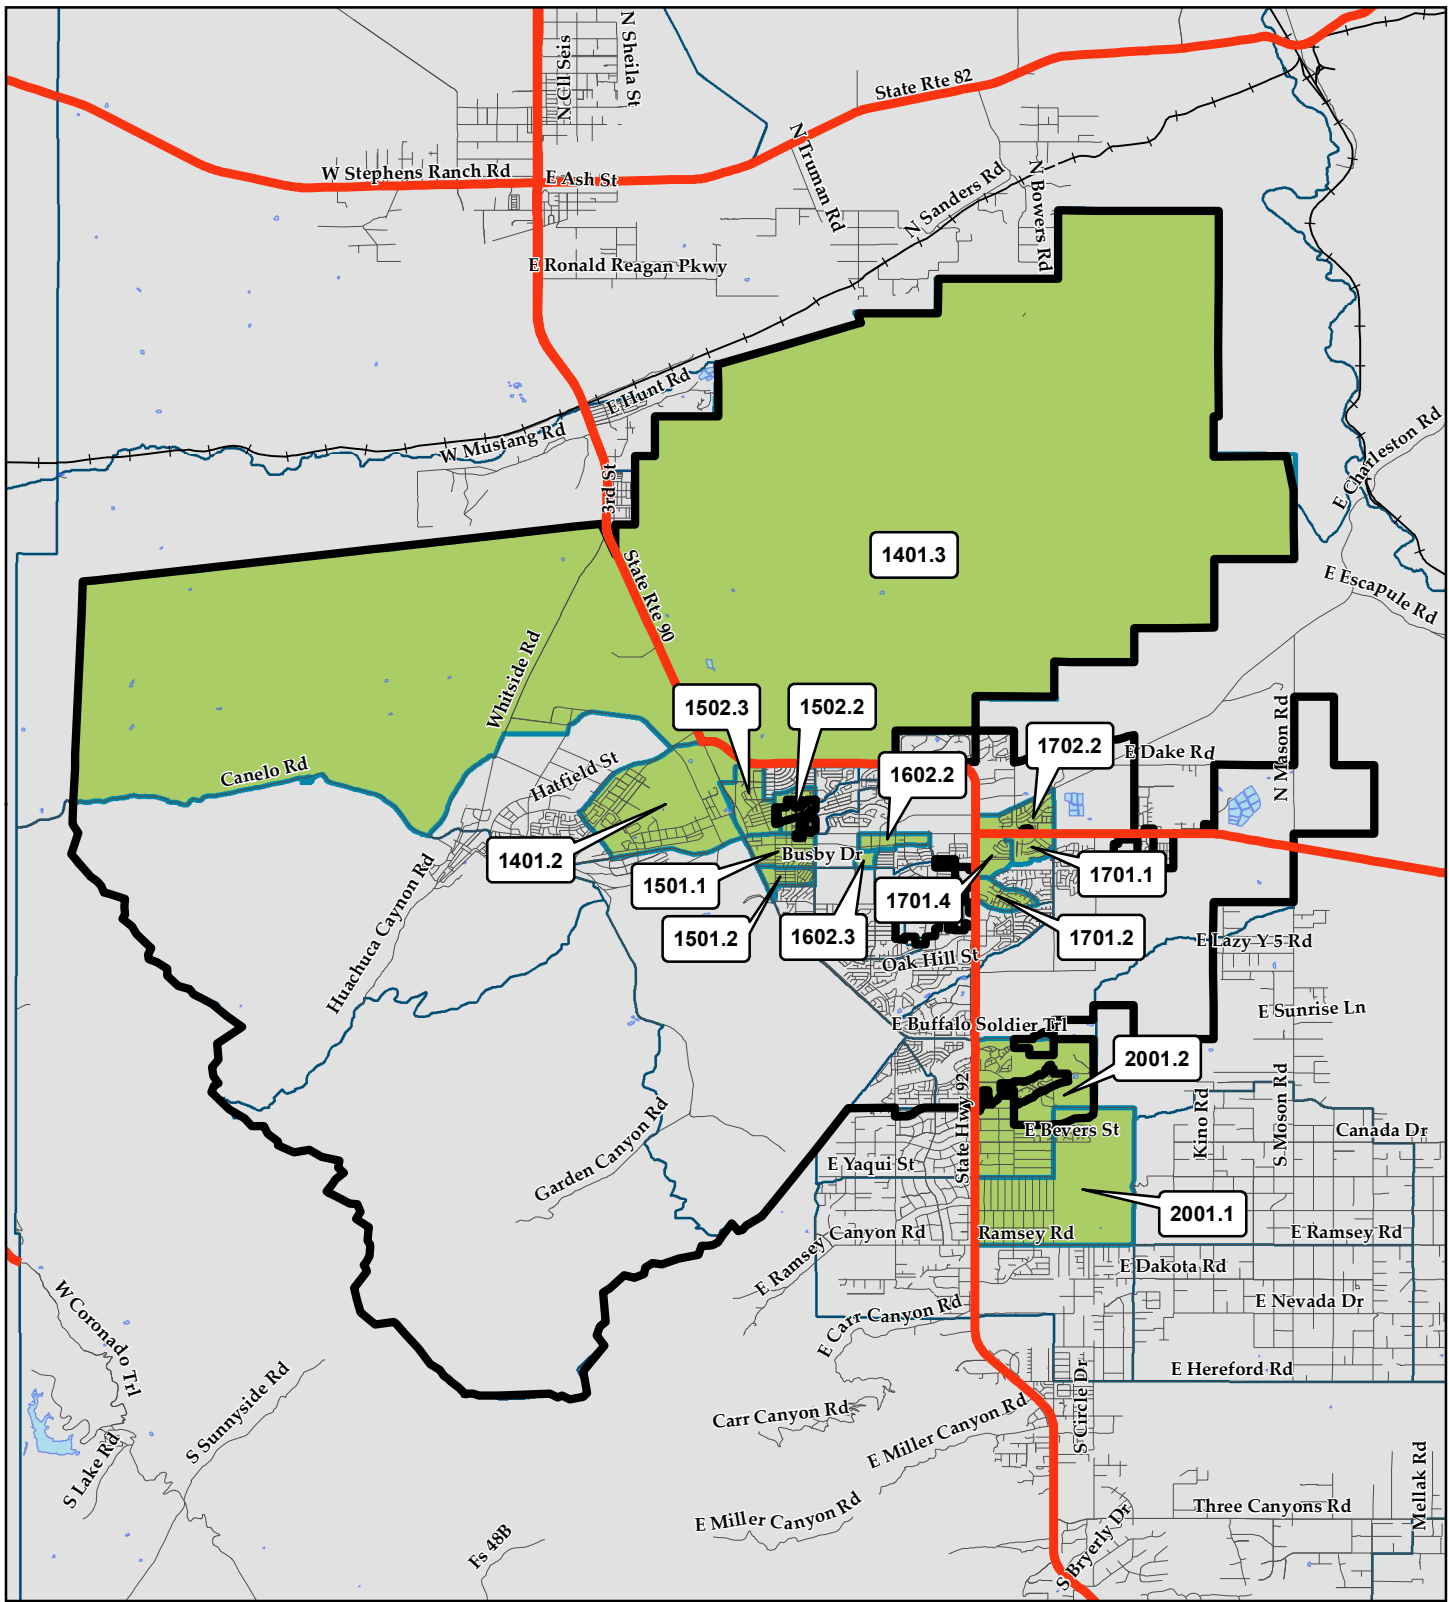 N Gill Seis
N Sheila St
State Rte 82
N Truman Rd
W Stephens Ranch Rd
E Ash St
N Sanders Rd
N Bowers Rd
E Ronald Reagan Pkwy
E Hunt Rd
W Mustang Rd
3rd St
E Charleston Rd
1401.3
E Escapule Rd
State Rte 90
Whitside Rd
1502.3
1502.2
1702.2
N Mason Rd
E Dake Rd
Canelo Rd
Hatfield St
1602.2
1401.2
Busby Dr
1501.1
1701.4
1701.1
1501.2
1602.3
1701.2
Huachuca Caynon Rd
Oak Hill St
E Lazy Y 5 Rd
E Sunrise Ln
E Buffalo Soldier Trl
2001.2
State Hwy 92
Kino Rd
S Moson Rd
E Bevers St
Canada Dr
Garden Canyon Rd
E Yaqui St
2001.1
E Ramsey Canyon Rd
Ramsey Rd
E Ramsey Rd
E Dakota Rd
W Coronado Trl
E Nevada Dr
E Carr Canyon Rd
E Hereford Rd
S Sunnyside Rd
S Circle Dr
Carr Canyon Rd
E Miller Canyon Rd
S Lake Rd
Mellak Rd
E Miller Canyon Rd
Three Canyons Rd
Fs 48B
S Bryerly Dr